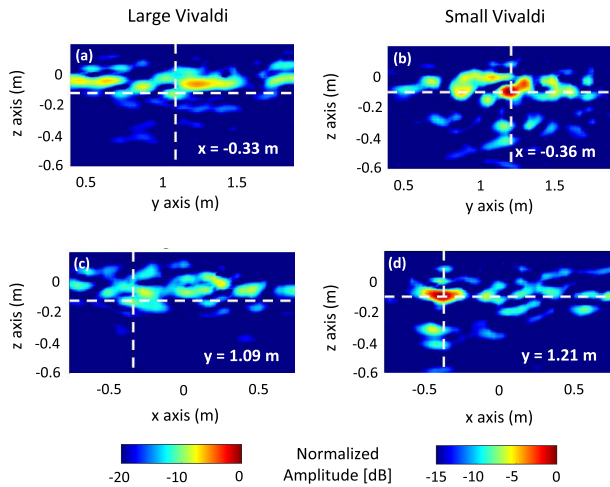 Large Vivaldi
Small Vivaldi
(a)
(b)
z axis (m)
0
-0.2
-0.4
-0.6
x = -0.33 m
0.5
1
1.5
y axis (m)
z axis (m)
0
-0.2
-0.4
-0.6
x = -0.36 m
0.5
1
1.5
y axis (m)
(c)
(d)
z axis (m)
0
-0.2
-0.4
-0.6
y = 1.09 m
-0.5
0
0.5
x axis (m)
z axis (m)
0
-0.2
-0.4
-0.6
y = 1.21 m
-0.5
0
0.5
x axis (m)
-20
-10
0
Normalized
Amplitude [dB]
-15
-10
-5
0